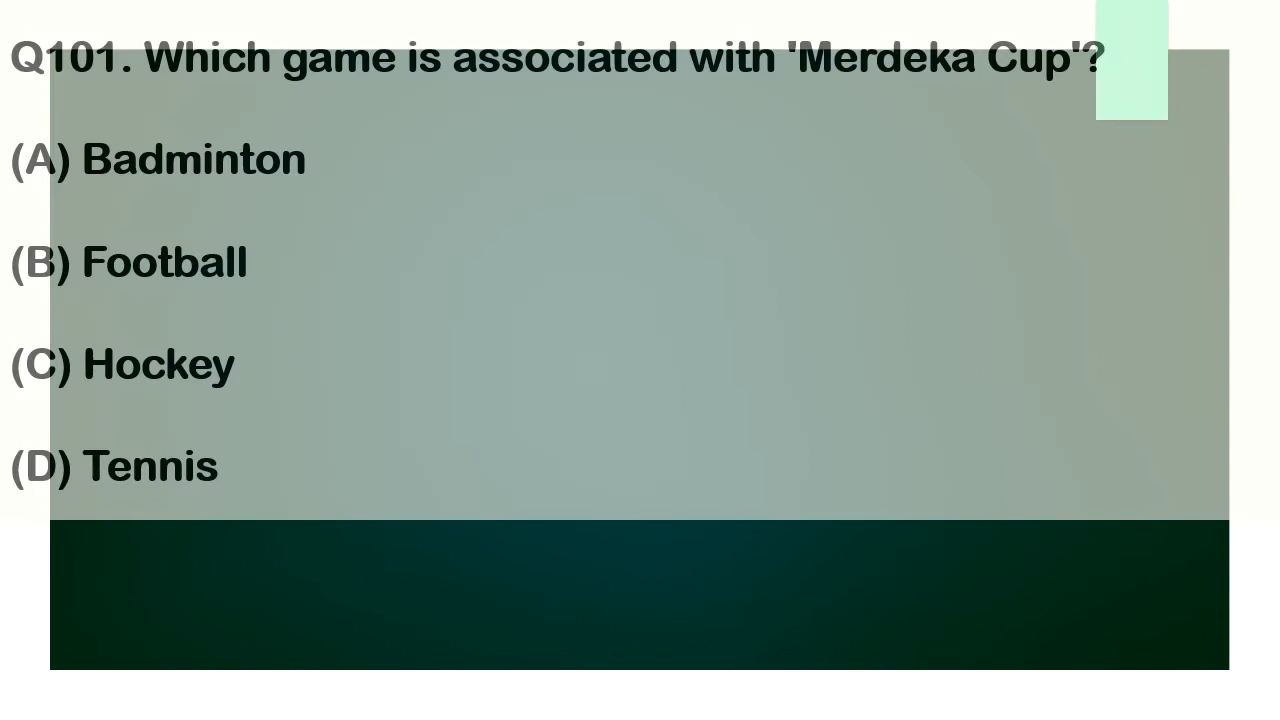 Q101. Which game is associated with 'Merdeka Cup'?
(A) Badminton
(B) Football
(C) Hockey
(D) Tennis